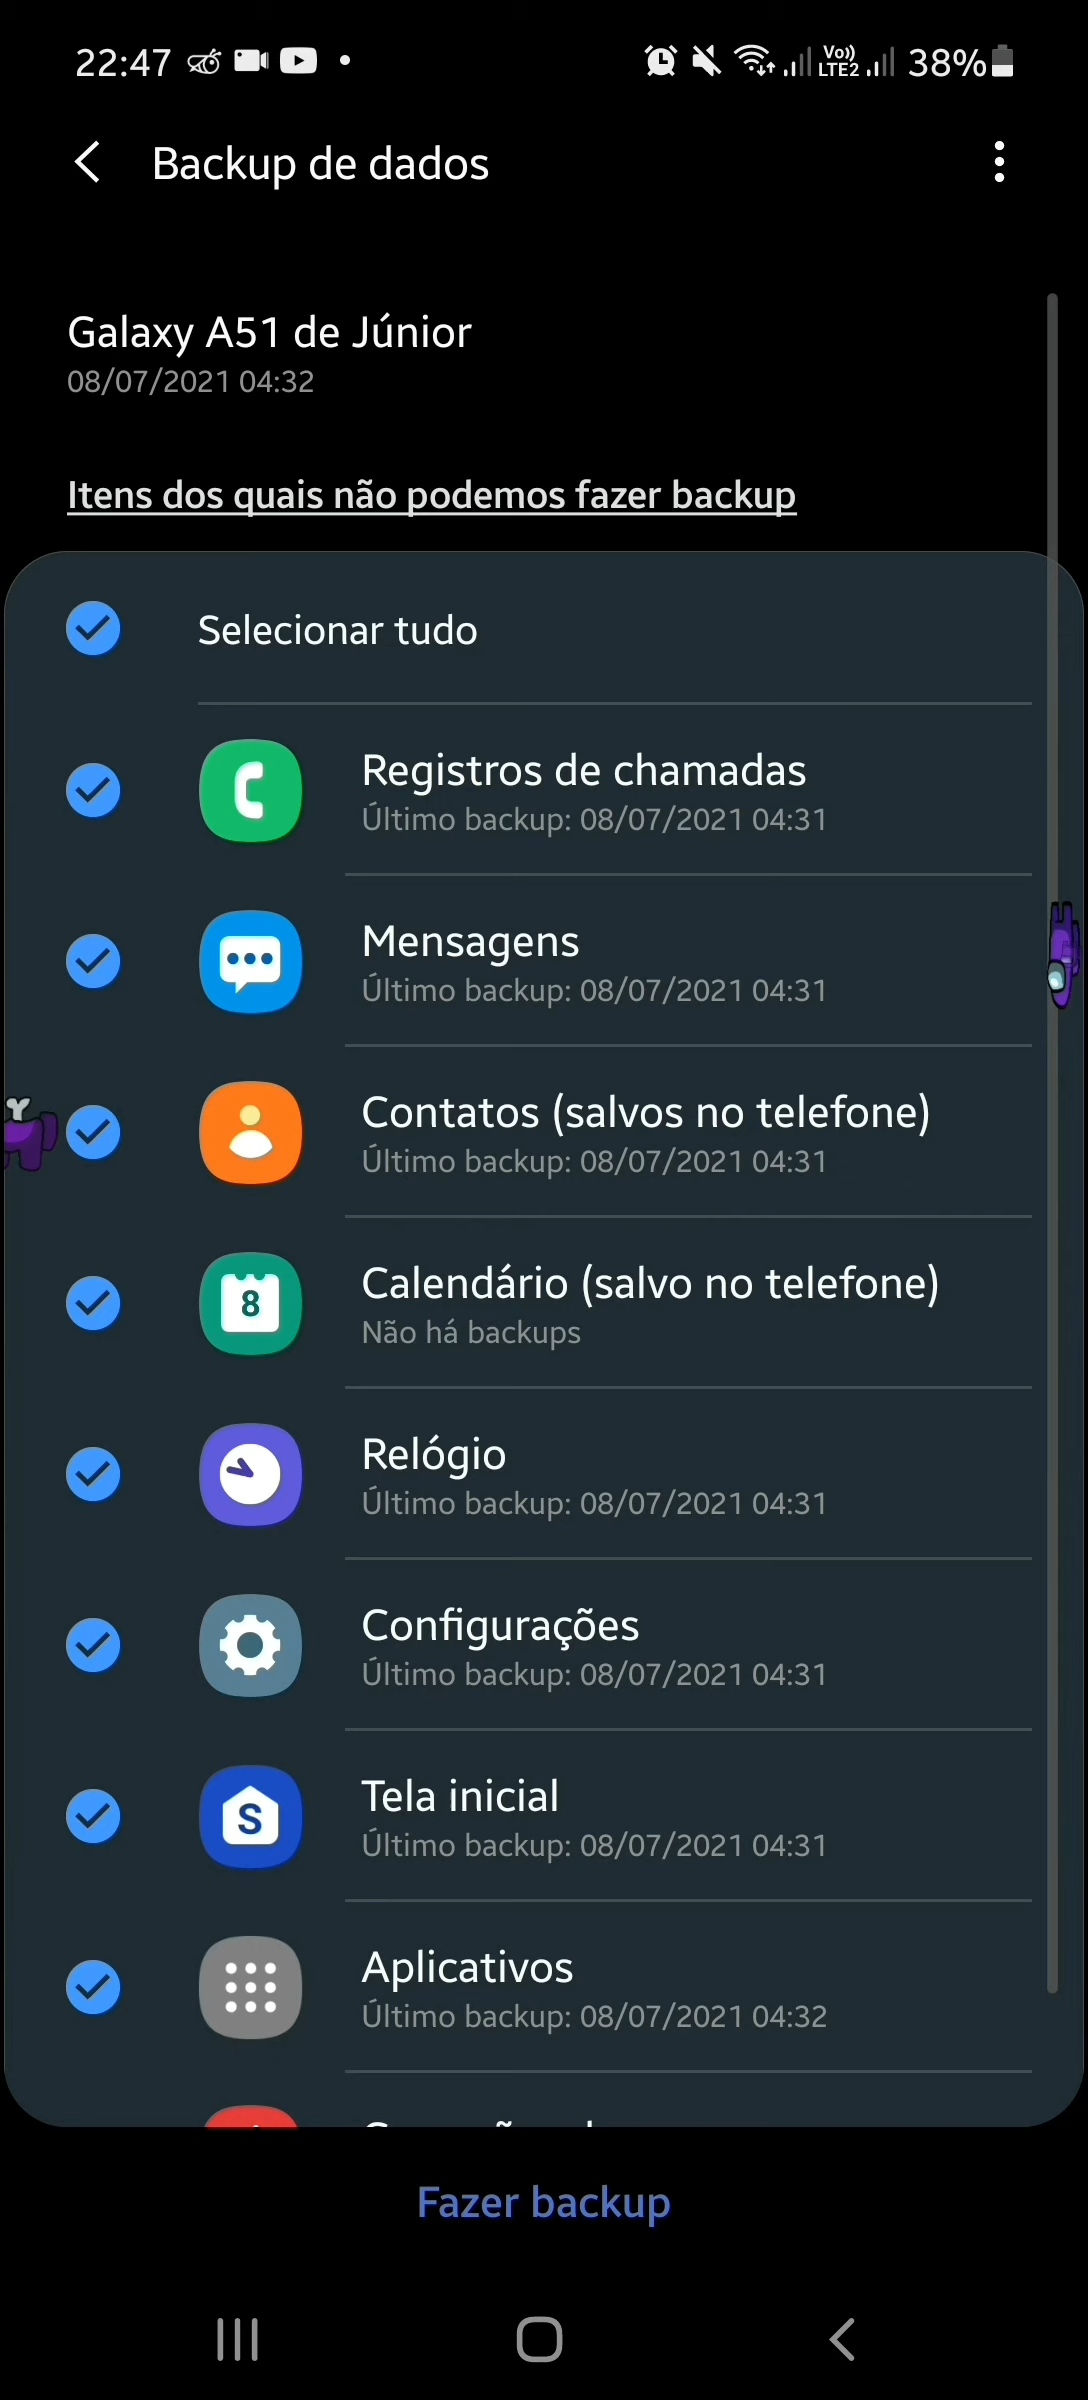 22:47
Vo))
LTE2
38%
Backup de dados
Galaxy A51 de Júnior
08/07/2021 04:32
Itens dos quais não podemos fazer backup
Selecionar tudo
Registros de chamadas
Último backup: 08/07/2021 04:31
Mensagens
Último backup: 08/07/2021 04:31
Contatos (salvos no telefone)
Último backup: 08/07/2021 04:31
8
Calendário (salvo no telefone)
Não há backups
Relógio
Último backup: 08/07/2021 04:31
Configurações
Último backup: 08/07/2021 04:31
S
Tela inicial
Último backup: 08/07/2021 04:31
Aplicativos
Último backup: 08/07/2021 04:32
Fazer backup